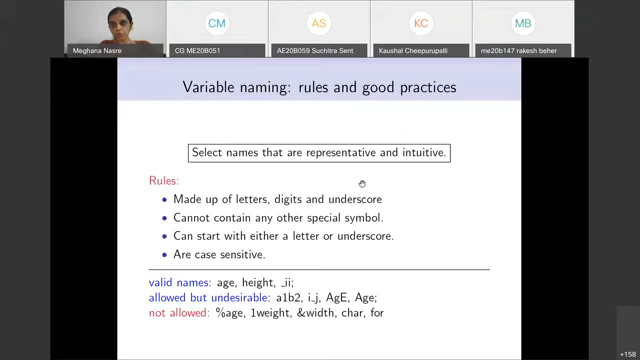 CM
AS
KC
MB
Meghana Nasre
CG ME20B051
AE20B059 Suchitra Sent
Kaushal Cheepurupalli
me20b147 rakesh beher
Variable naming: rules and good practices
Select names that are representative and intuitive.
Rules:
• Made up of letters, digits and underscore
• Cannot contain any other special symbol.
• Can start with either a letter or underscore.
• Are case sensitive.
valid names: age, height, _ii;
allowed but undesirable: a1b2, i_j, AgE, Age;
not allowed: %age, 1weight, &width, char, for
+158